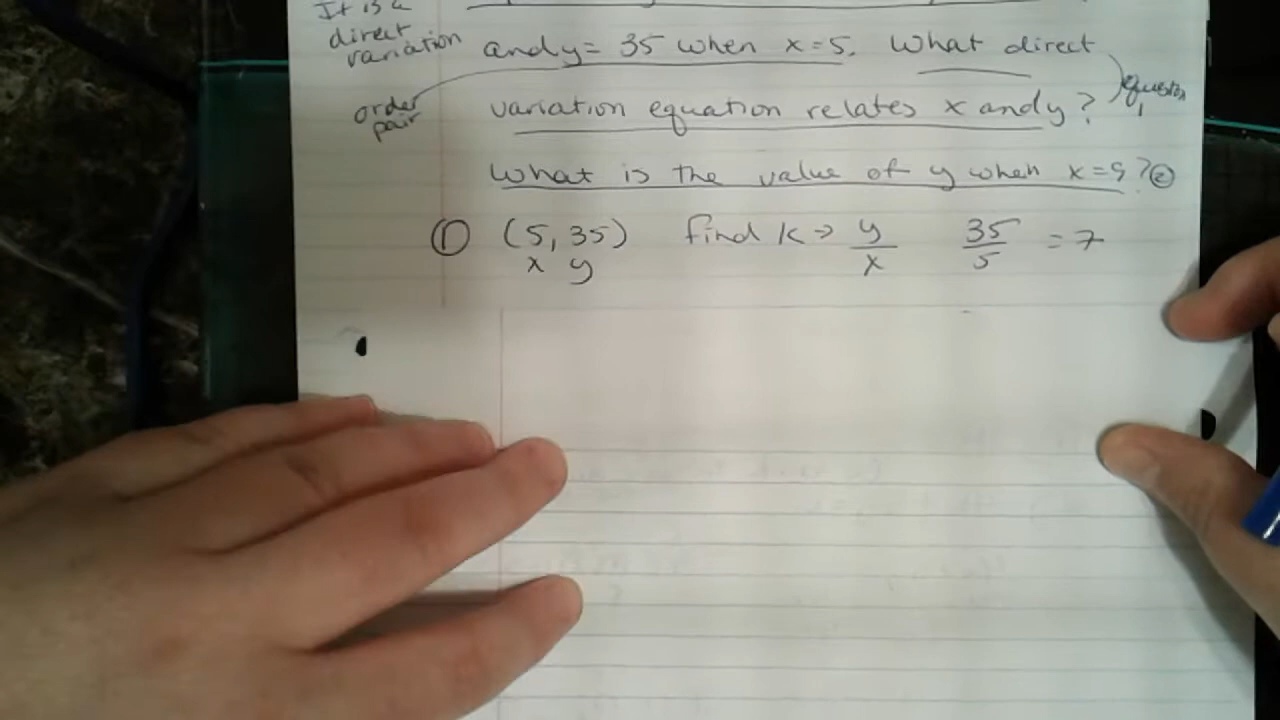 It is a
direct
variation
and y = 35 when x = 5. What direct
order
pair
variation equation relates x and y?
What is the value of y when x = 9? ②
① (5, 35) find k → y/x 35/5 = 7
x y